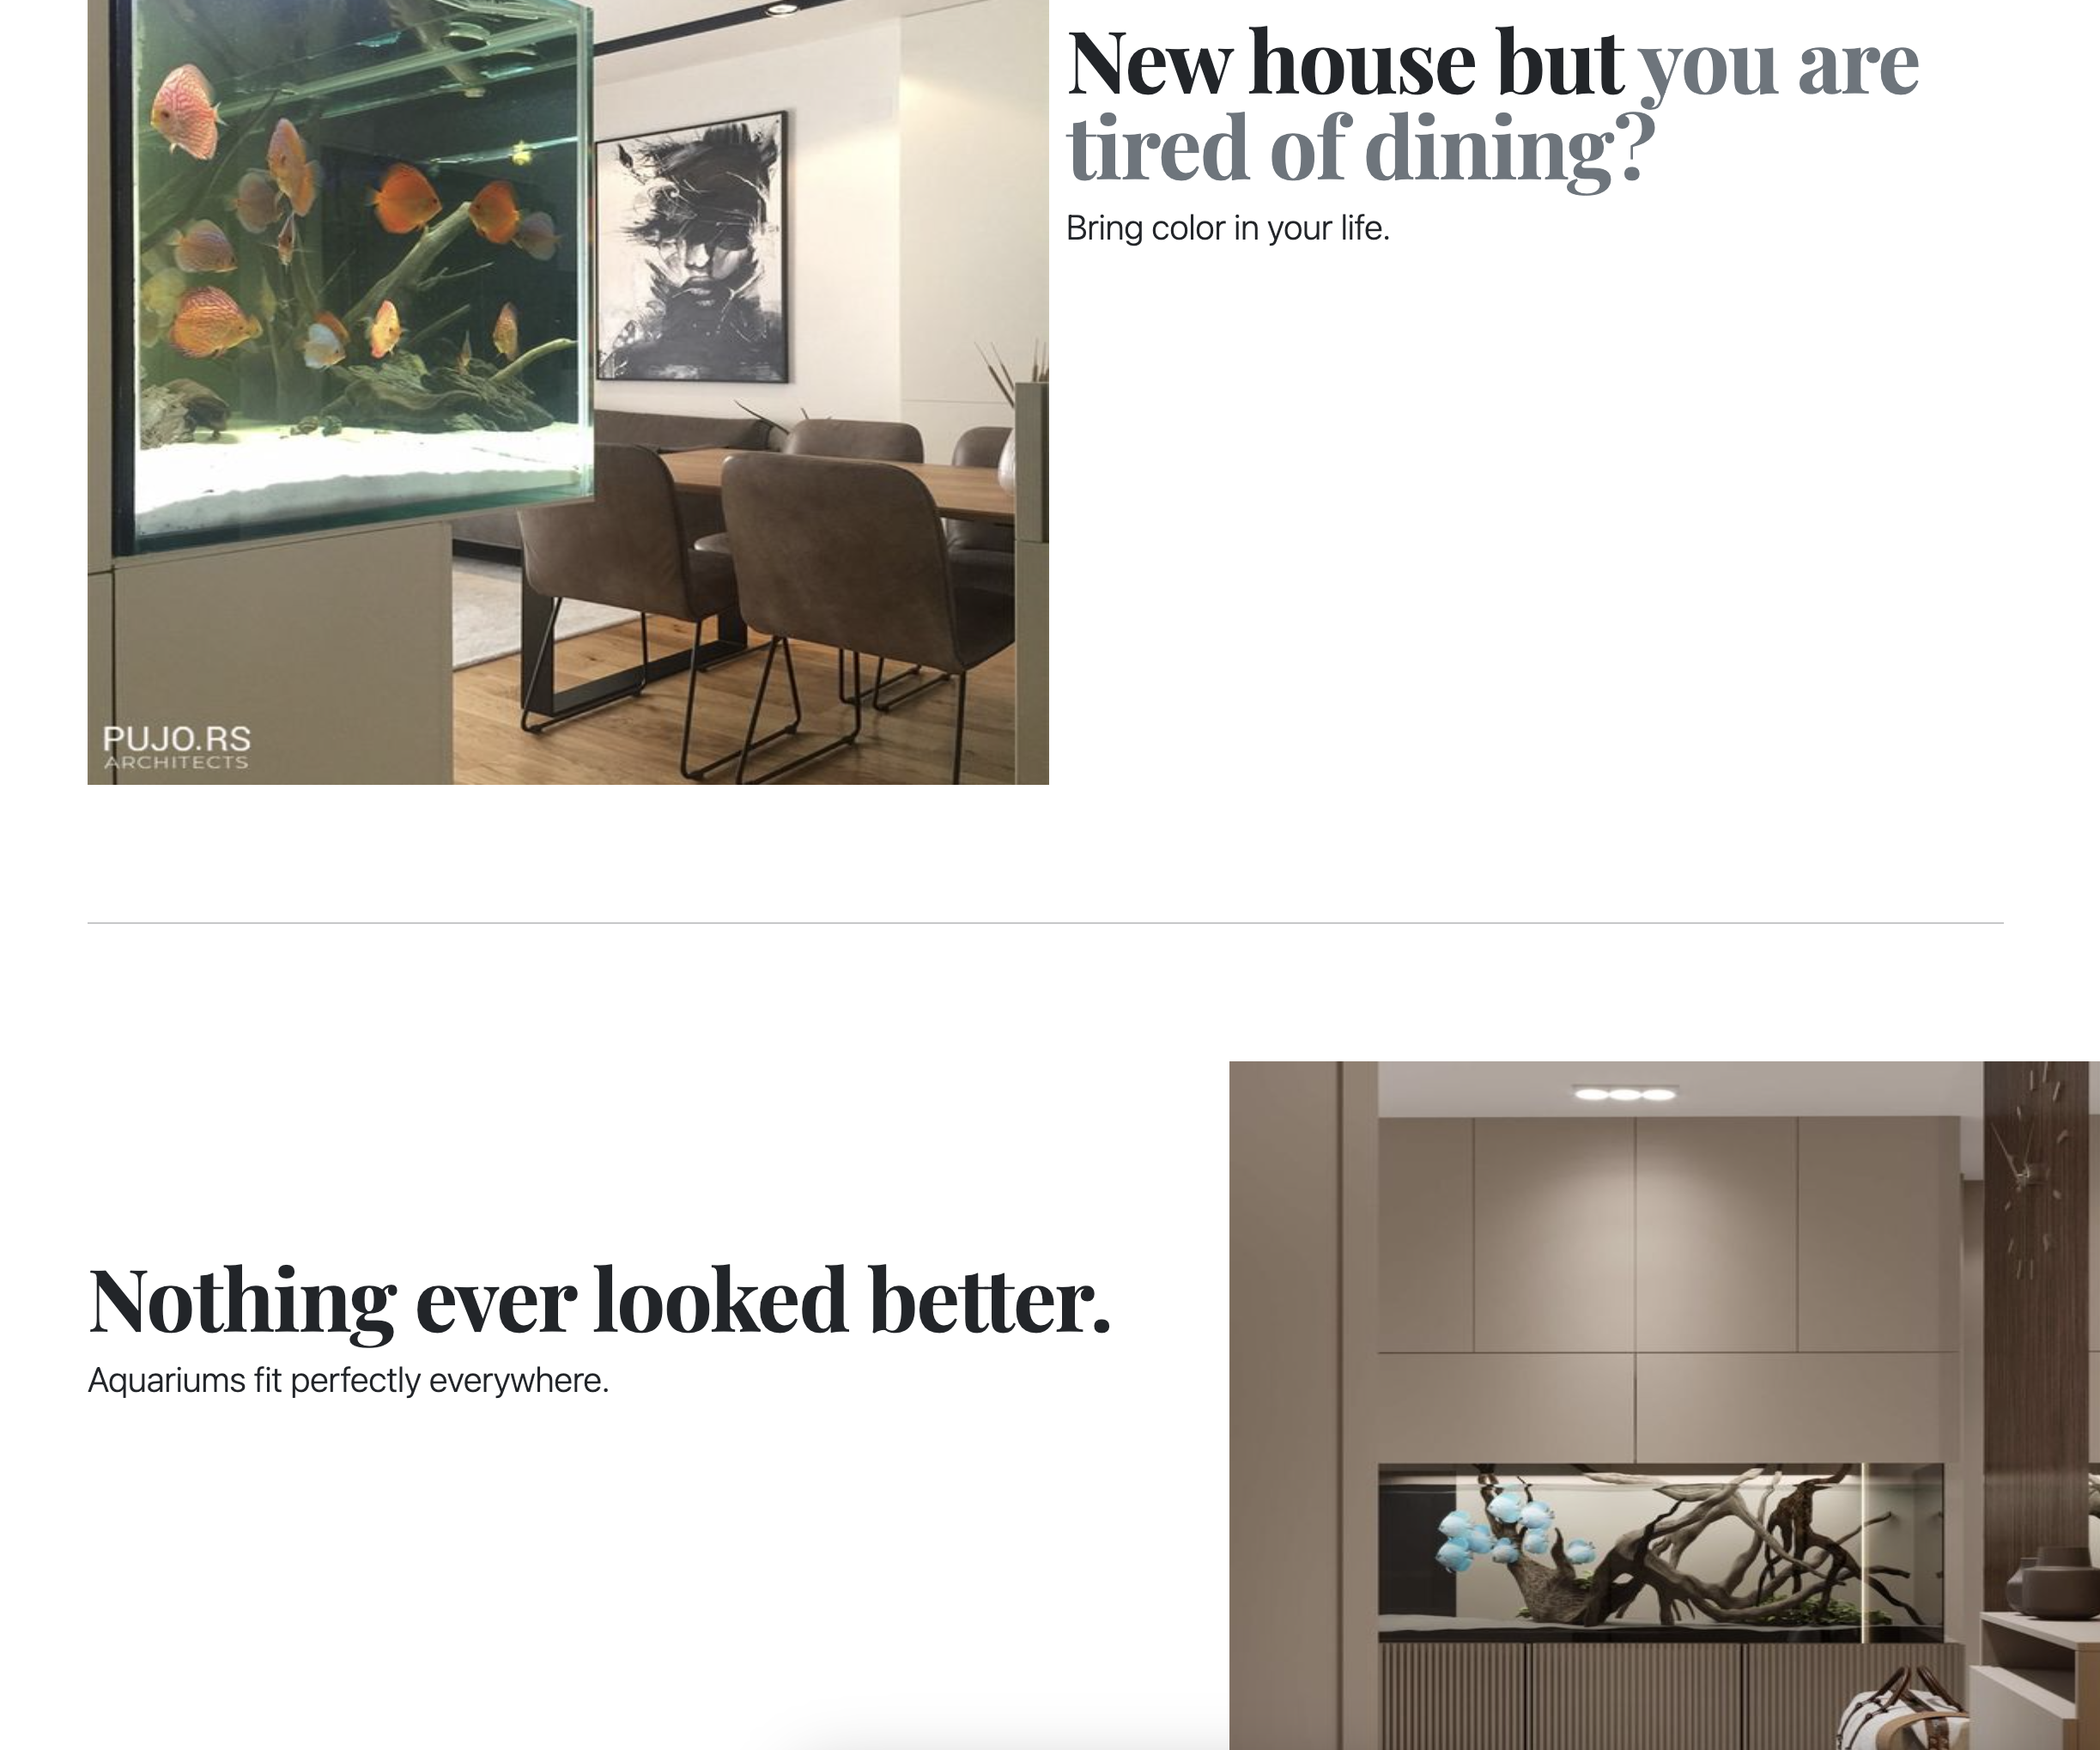 New house but you are
tired of dining?
Bring color in your life.
PUJO.RS
ARCHITECTS
Nothing ever looked better.
Aquariums fit perfectly everywhere.